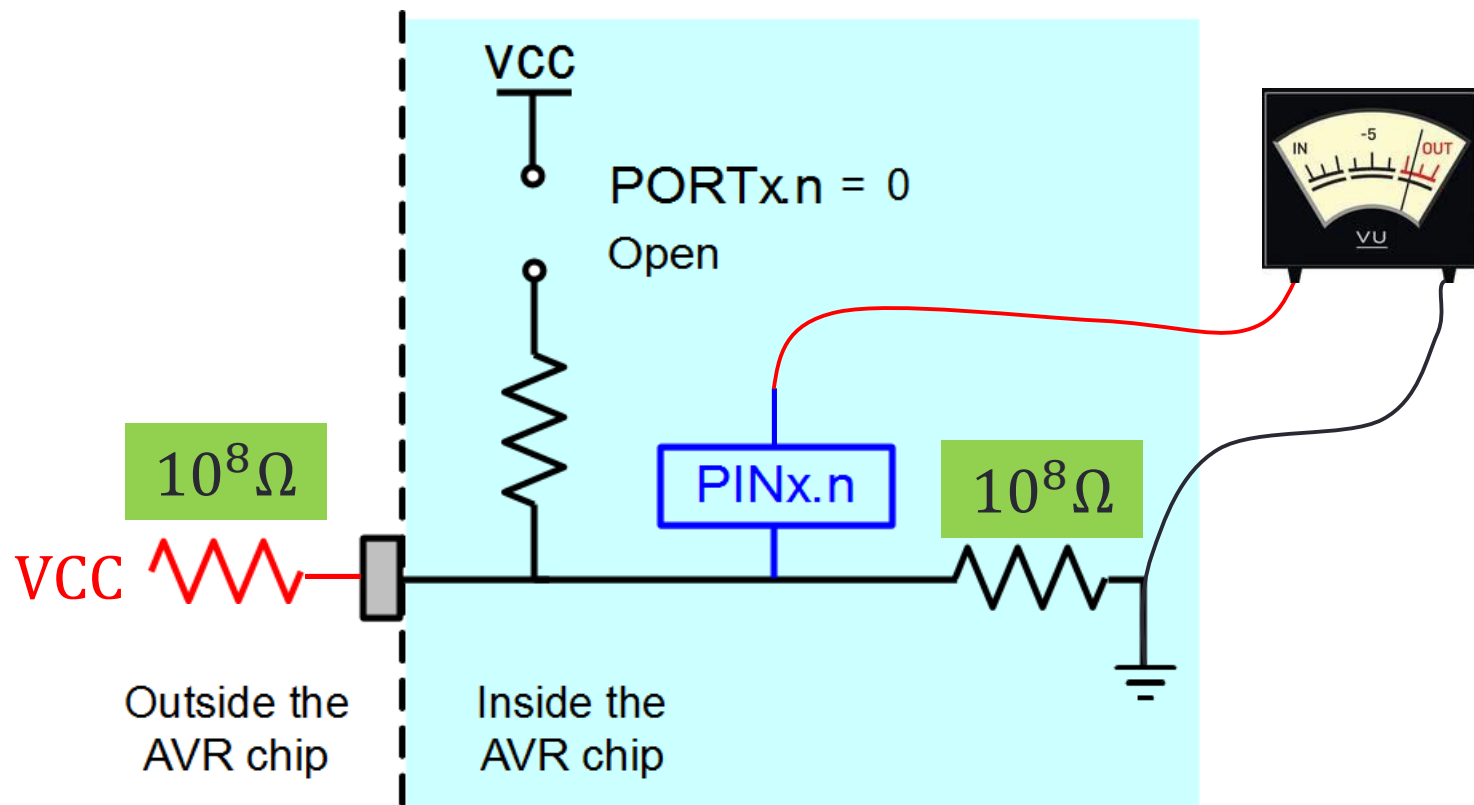 VCC
PORTx.n = 0
Open
IN
-5
OUT
VU
10⁸Ω
PINx.n
10⁸Ω
VCC
Outside the
AVR chip
Inside the
AVR chip